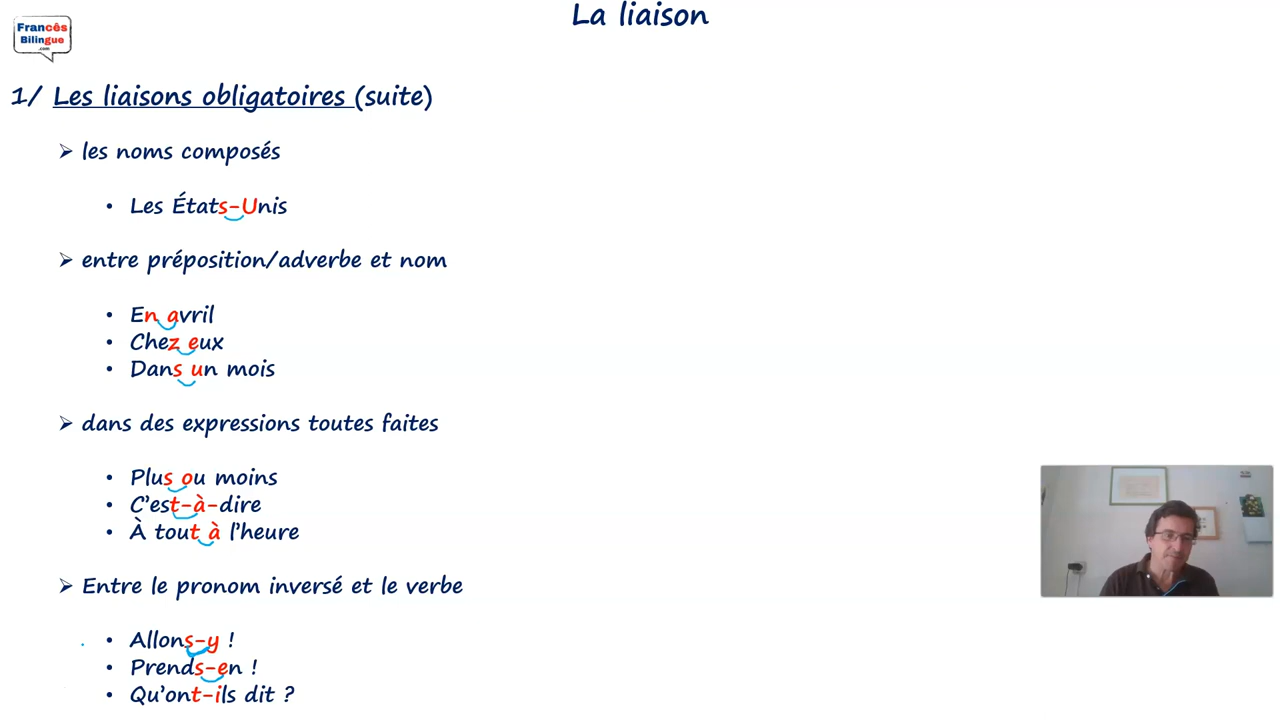 La liaison
Francês
Bilingue
.com
1/ Les liaisons obligatoires (suite)
➢ les noms composés
• Les États-Unis
➢ entre préposition/adverbe et nom
• En avril
• Chez eux
• Dans un mois
➢ dans des expressions toutes faites
• Plus ou moins
• C’est-à-dire
• À tout à l’heure
➢ Entre le pronom inversé et le verbe
• Allons-y !
• Prends-en !
• Qu’ont-ils dit ?